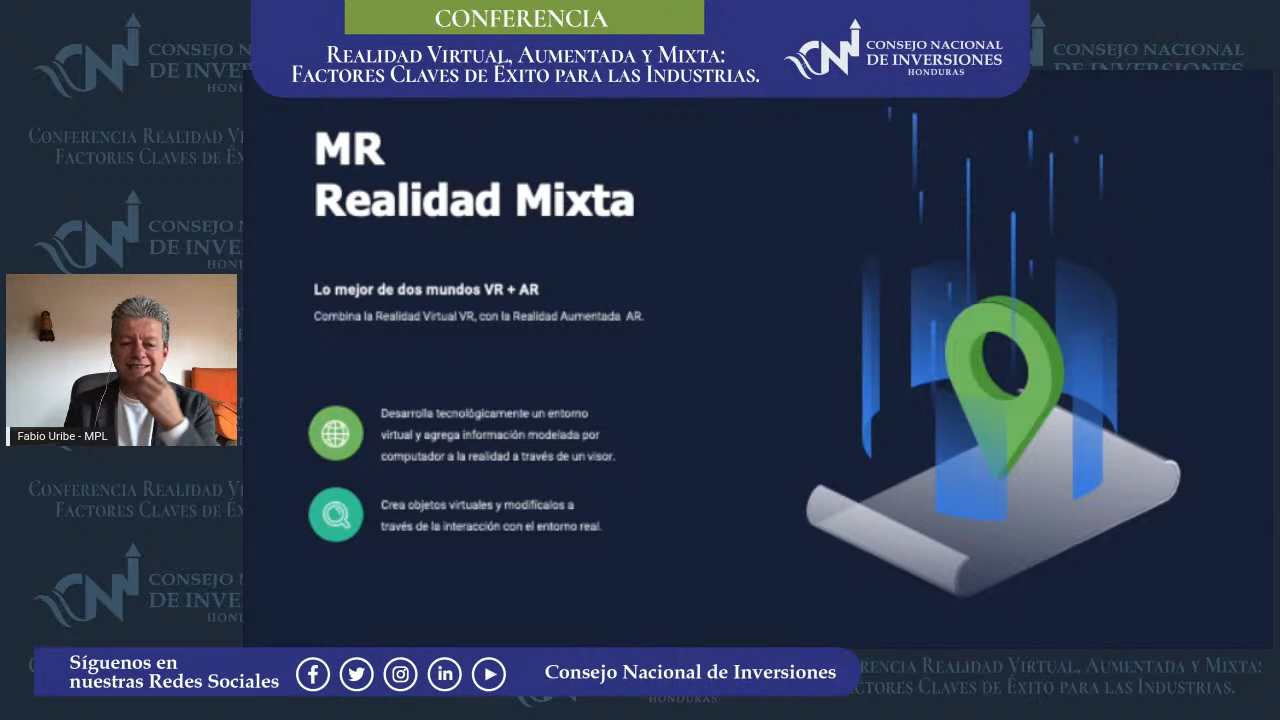 CONFERENCIA
REALIDAD VIRTUAL, AUMENTADA Y MIXTA:
FACTORES CLAVES DE ÉXITO PARA LAS INDUSTRIAS.
CONSEJO NACIONAL
DE INVERSIONES
HONDURAS
MR
Realidad Mixta
Lo mejor de dos mundos VR + AR
Combina la Realidad Virtual VR, con la Realidad Aumentada AR.
Desarrolla tecnológicamente un entorno
virtual y agrega información modelada por
computador a la realidad a través de un visor.
Crea objetos virtuales y modifícalos a
través de la interacción con el entorno real.
Fabio Uribe - MPL
Síguenos en
nuestras Redes Sociales
Consejo Nacional de Inversiones